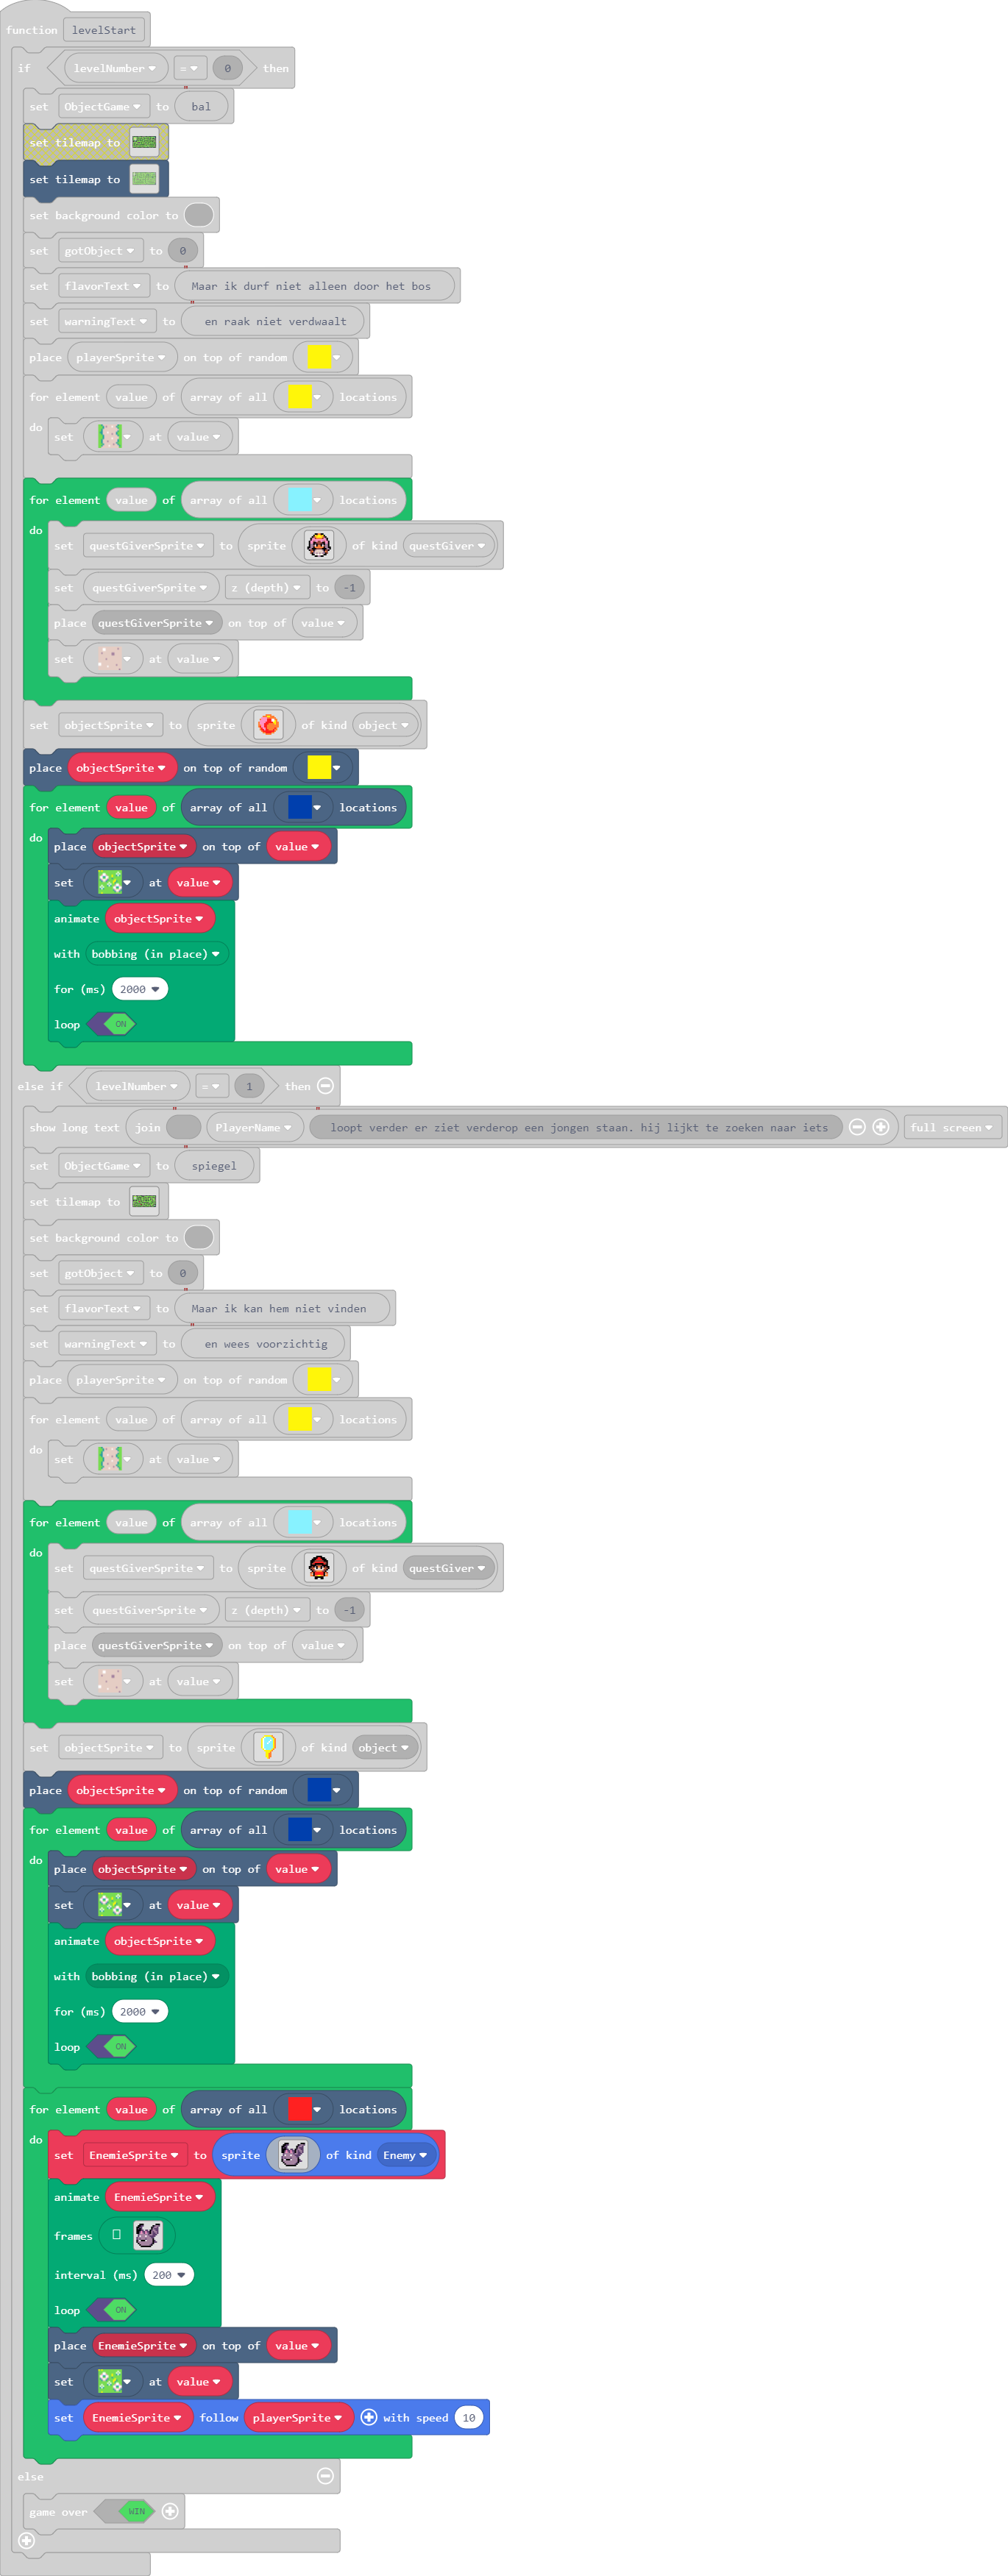 function levelStart
if levelNumber = 0 then
set ObjectGame to bal
set tilemap to
set tilemap to
set background color to
set gotObject to 0
set flavorText to " Maar ik durf niet alleen door het bos "
set warningText to " en raak niet verdwaalt "
place playerSprite on top of random
for element value of array of all locations
do set at value
for element value of array of all locations
do set questGiverSprite to sprite of kind questGiver
set questGiverSprite z (depth) to -1
place questGiverSprite on top of value
set at value
set objectSprite to sprite of kind object
place objectSprite on top of random
for element value of array of all locations
do place objectSprite on top of value
set at value
animate objectSprite
with bobbing (in place)
for (ms) 2000
loop ON
else if levelNumber = 1 then
show long text join PlayerName loopt verder er ziet verderop een jongen staan. hij lijkt te zoeken naar iets full screen
set ObjectGame to spiegel
set tilemap to
set background color to
set gotObject to 0
set flavorText to Maar ik kan hem niet vinden
set warningText to en wees voorzichtig
place playerSprite on top of random
for element value of array of all locations
do set at value
for element value of array of all locations
do set questGiverSprite to sprite of kind questGiver
set questGiverSprite z (depth) to -1
place questGiverSprite on top of value
set at value
set objectSprite to sprite of kind object
place objectSprite on top of random
for element value of array of all locations
do place objectSprite on top of value
set at value
animate objectSprite
with bobbing (in place)
for (ms) 2000
loop ON
for element value of array of all locations
do set EnemieSprite to sprite of kind Enemy
animate EnemieSprite
frames
interval (ms) 200
loop ON
place EnemieSprite on top of value
set at value
set EnemieSprite follow playerSprite with speed 10
else
game over WIN